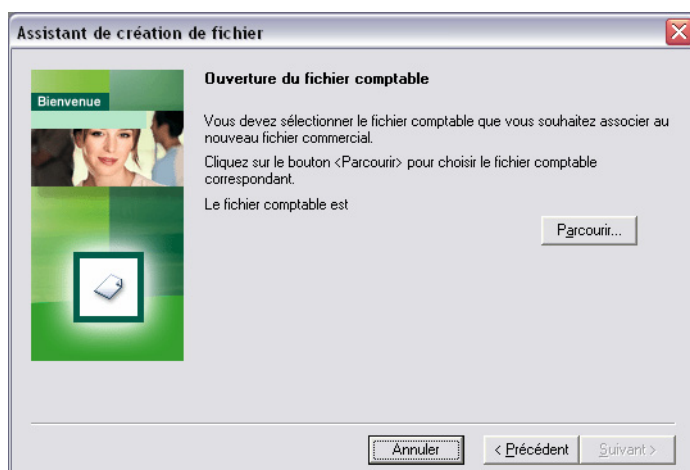 Assistant de création de fichier
Bienvenue
Ouverture du fichier comptable
Vous devez sélectionner le fichier comptable que vous souhaitez associer au
nouveau fichier commercial.
Cliquez sur le bouton <Parcourir> pour choisir le fichier comptable
correspondant.
Le fichier comptable est
Parcourir...
Annuler
< Précédent
Suivant >